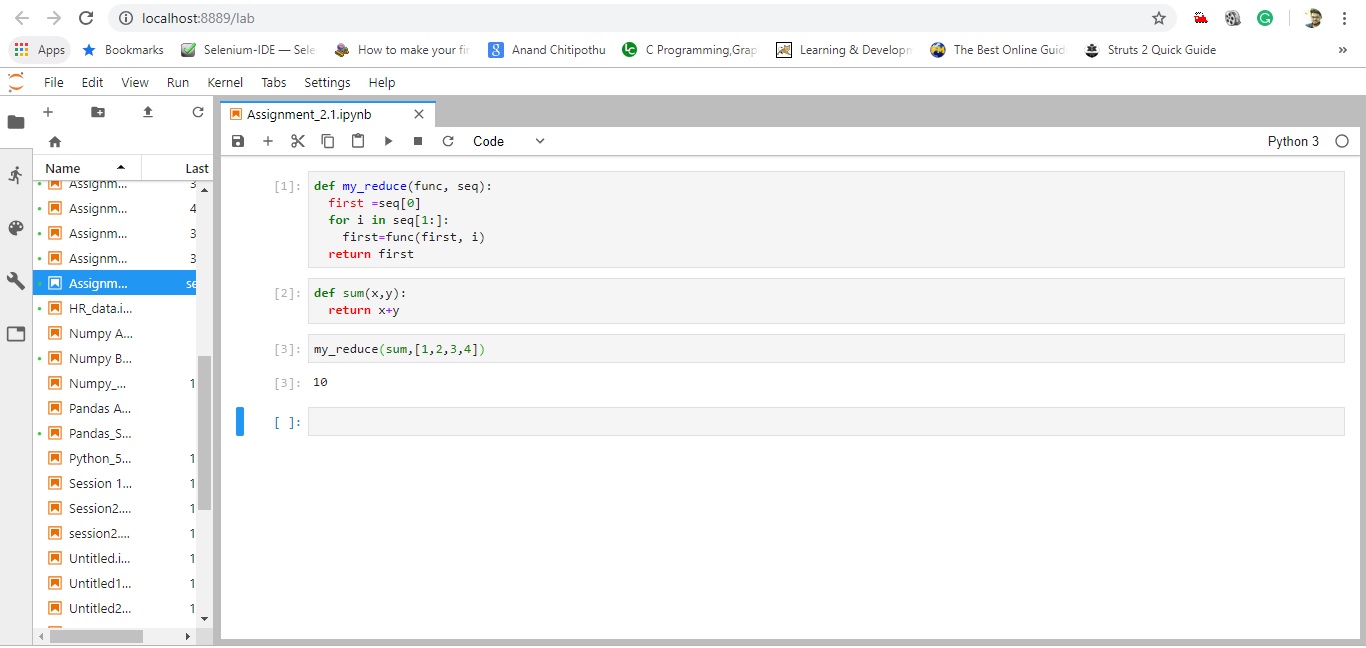 localhost:8889/lab
Apps
Bookmarks
Selenium-IDE — Sele
How to make your fir
Anand Chitipothu
C Programming,Grap
Learning & Developm
The Best Online Guid
Struts 2 Quick Guide
»
File Edit View Run Kernel Tabs Settings Help
Assignment_2.1.ipynb
Code
Python 3
Name
Last
Assignm... 3
Assignm... 4
Assignm... 3
Assignm... 3
Assignm... se
HR_data.i...
Numpy A...
Numpy B...
Numpy_... 1
Pandas A...
Pandas_S...
Python_5... 1
Session 1... 1
Session2.... 1
session2.... 1
Untitled.i... 1
Untitled1... 1
Untitled2... 1
[1]: def my_reduce(func, seq):
first =seq[0]
for i in seq[1:]:
first=func(first, i)
return first
[2]: def sum(x,y):
return x+y
[3]: my_reduce(sum,[1,2,3,4])
[3]: 10
[ ]: